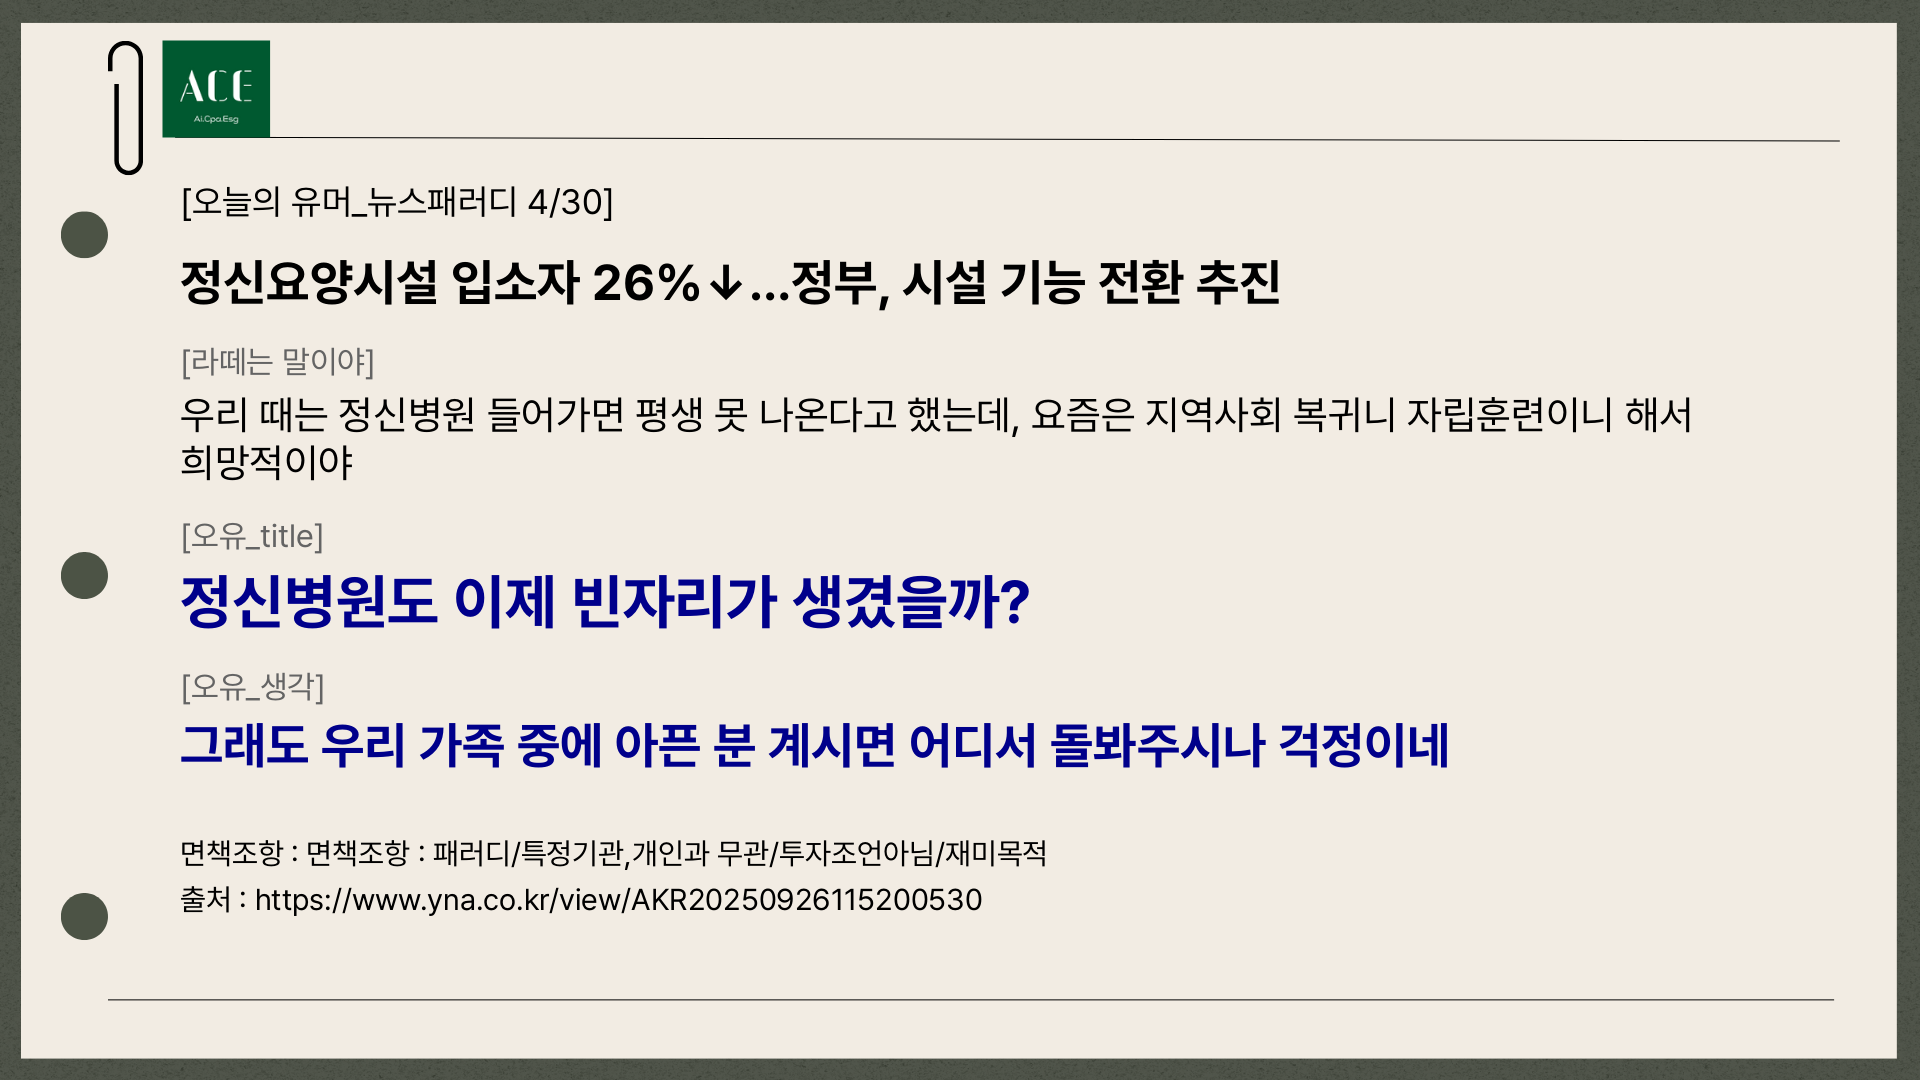 ACE
Ai.Cpa.Esg
[오늘의 유머_뉴스패러디 4/30]
정신요양시설 입소자 26%↓…정부, 시설 기능 전환 추진
[라떼는 말이야]
우리 때는 정신병원 들어가면 평생 못 나온다고 했는데, 요즘은 지역사회 복귀니 자립훈련이니 해서
희망적이야
[오유_title]
정신병원도 이제 빈자리가 생겼을까?
[오유_생각]
그래도 우리 가족 중에 아픈 분 계시면 어디서 돌봐주시나 걱정이네
면책조항 : 면책조항 : 패러디/특정기관,개인과 무관/투자조언아님/재미목적
출처 : https://www.yna.co.kr/view/AKR20250926115200530